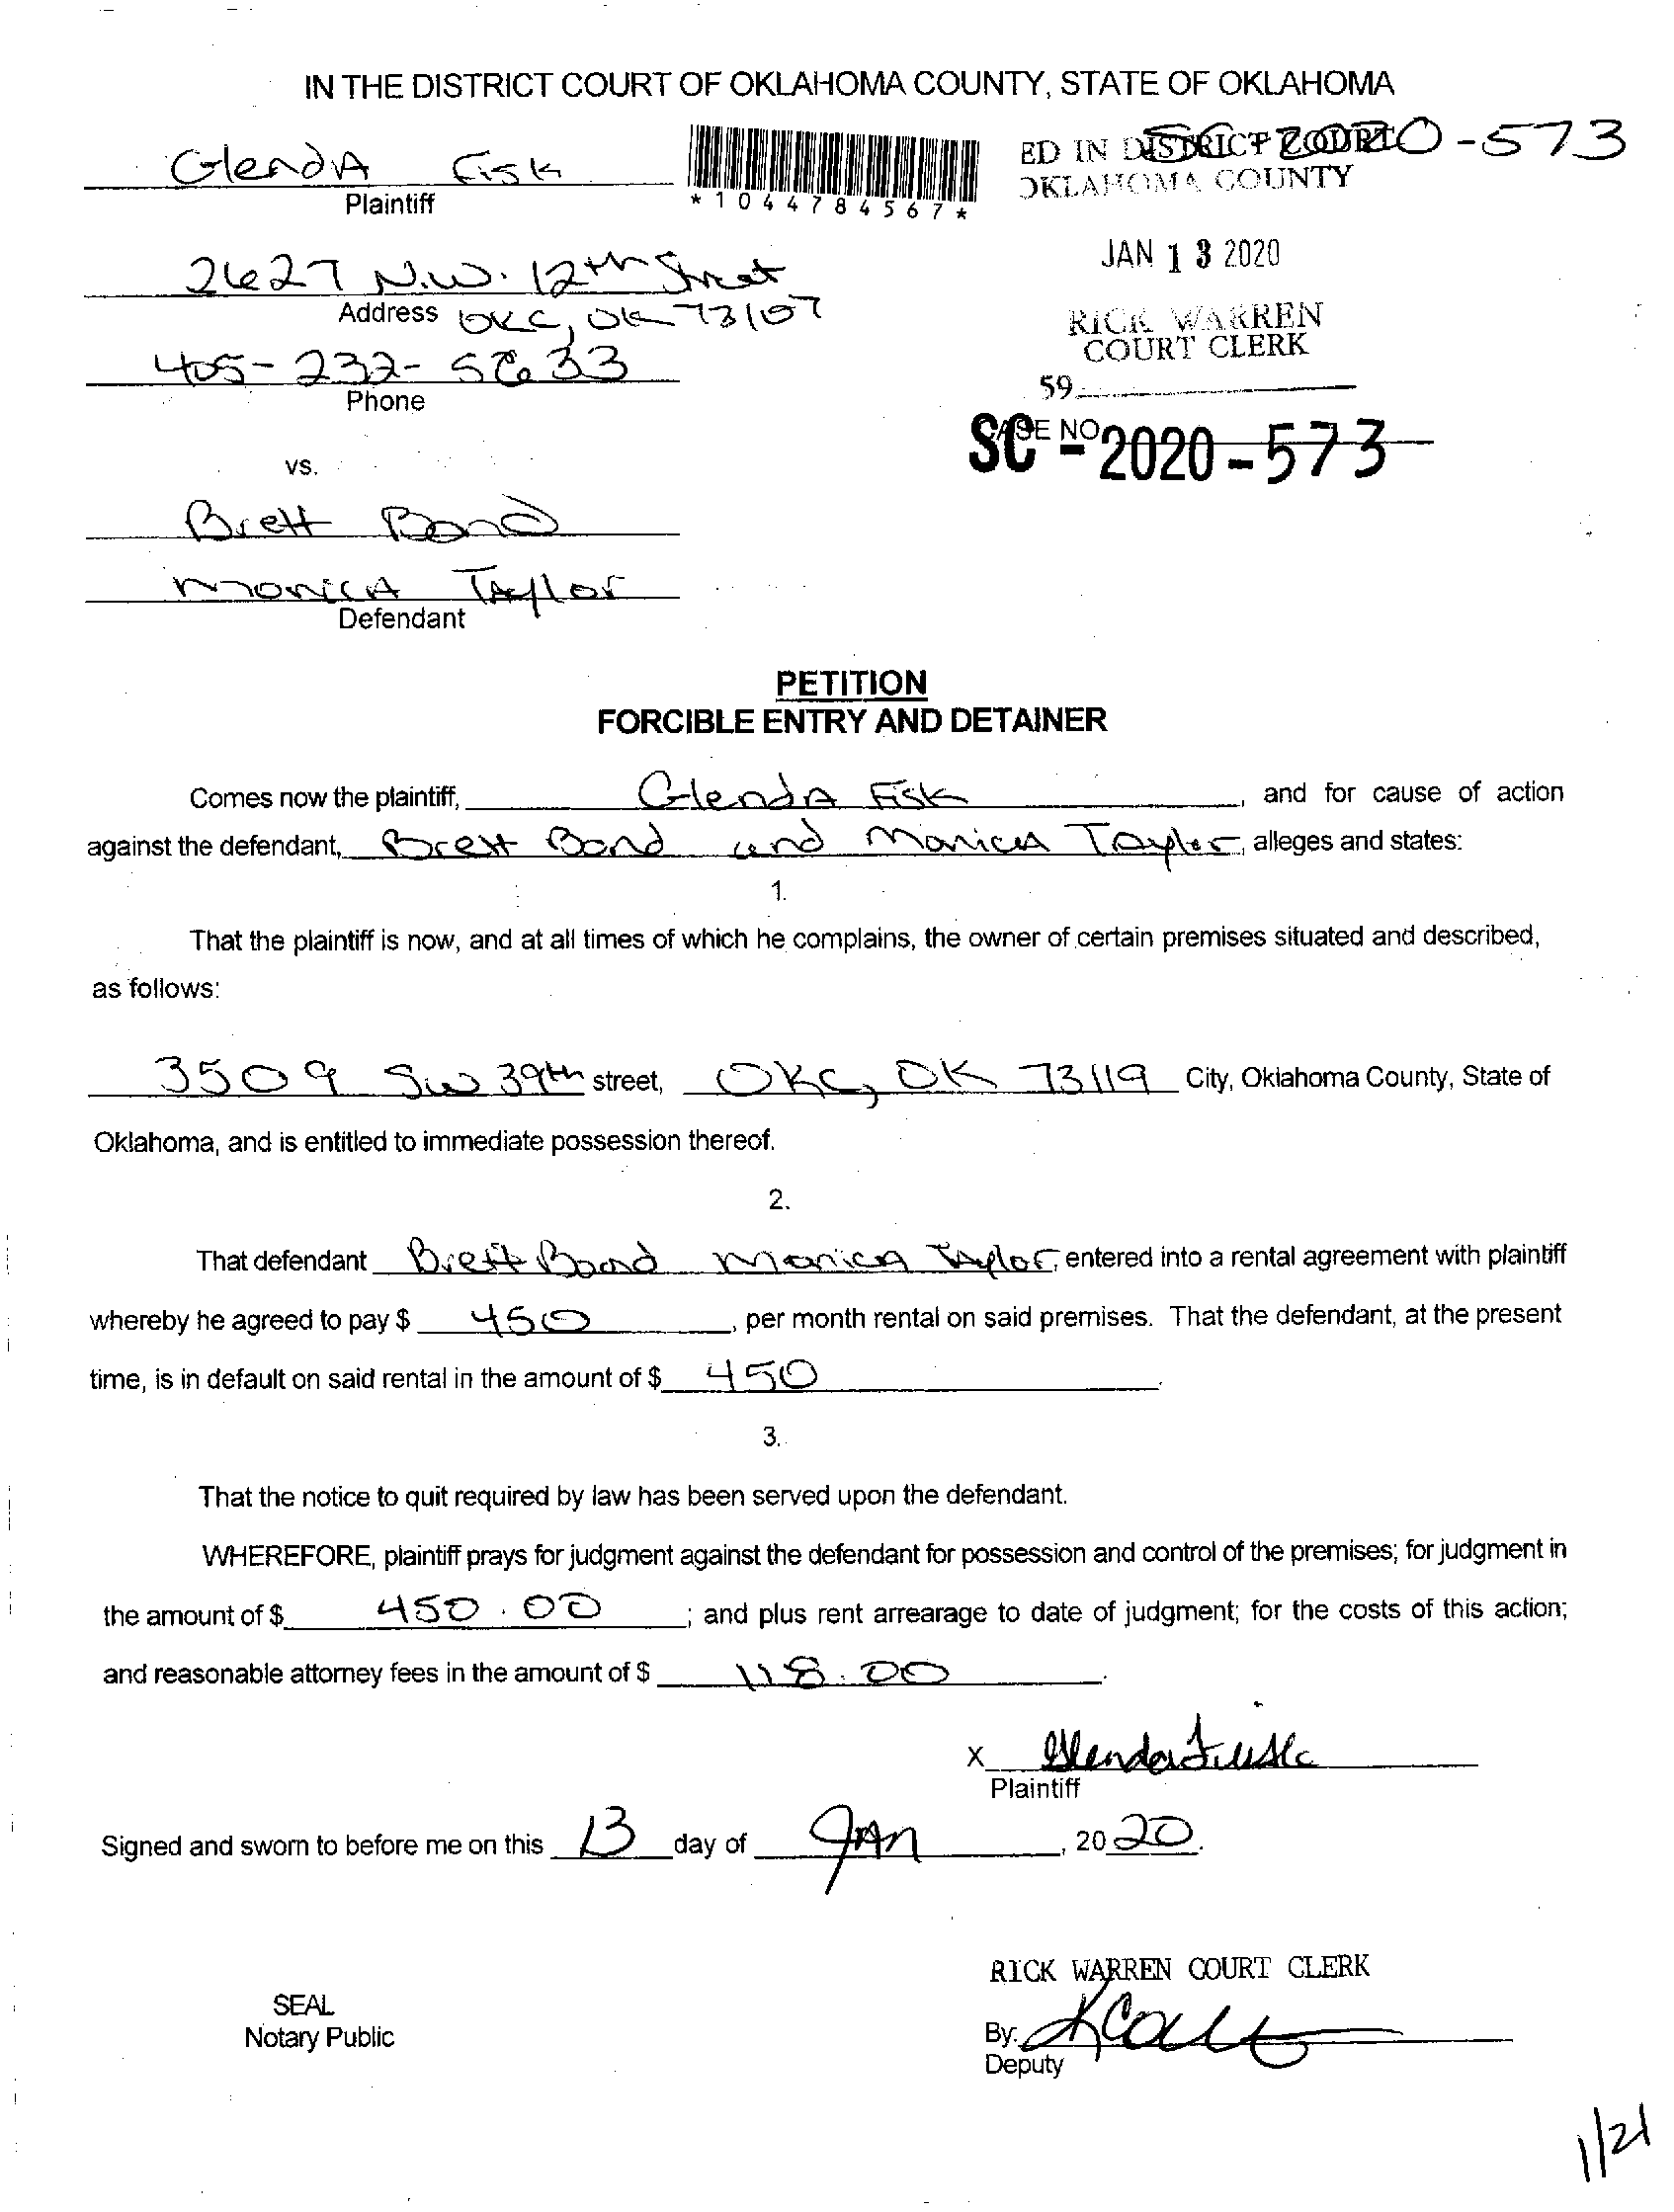 IN THE DISTRICT COURT OF OKLAHOMA COUNTY, STATE OF OKLAHOMA
ED IN DISTRICT COURT SC-2020-573
OKLAHOMA COUNTY
GlendA Fisk
Plaintiff
*1044784567*
JAN 13 2020
2627 N.W. 12th Street
Address OKC, OK 73107
RICK WARREN
COURT CLERK
405-232-5633
Phone
59
CASE NO
SC-2020-573
vs.
Brett Bond
MonicA TAylor
Defendant
PETITION
FORCIBLE ENTRY AND DETAINER
Comes now the plaintiff, GlendA Fisk, and for cause of action
against the defendant, Brett Bond and Monica Taylor, alleges and states:
1.
That the plaintiff is now, and at all times of which he complains, the owner of certain premises situated and described,
as follows:
3509 SW 39th street, OKC, OK 73119 City, Oklahoma County, State of
Oklahoma, and is entitled to immediate possession thereof.
2.
That defendant Brett Bond Monica Taylor, entered into a rental agreement with plaintiff
whereby he agreed to pay $ 450, per month rental on said premises. That the defendant, at the present
time, is in default on said rental in the amount of $ 450.
3.
That the notice to quit required by law has been served upon the defendant.
WHEREFORE, plaintiff prays for judgment against the defendant for possession and control of the premises; for judgment in
the amount of $ 450.00; and plus rent arrearage to date of judgment; for the costs of this action;
and reasonable attorney fees in the amount of $ 118.00.
X Glenda Fisk
Plaintiff
Signed and sworn to before me on this 13 day of JAn, 2020.
RICK WARREN COURT CLERK
SEAL
Notary Public
By:
Deputy
1/21